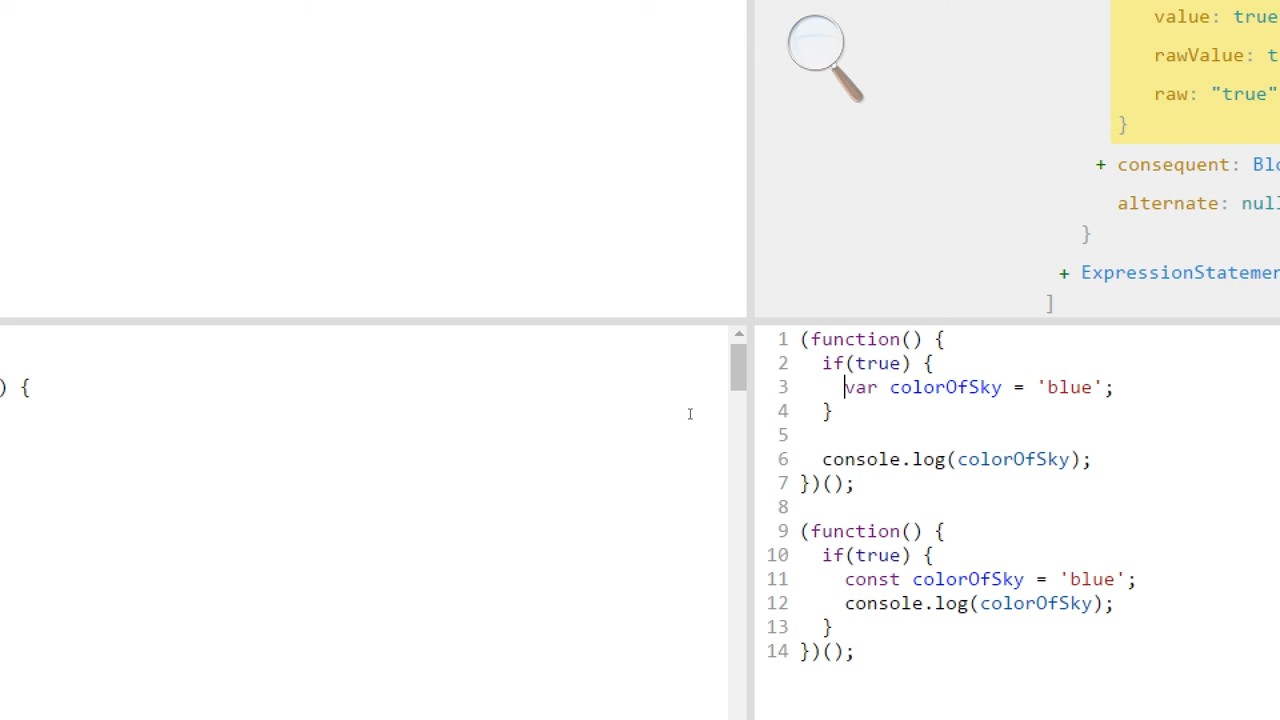 value: true
rawValue: t
raw: "true"
}
+ consequent: Blo
alternate: null
}
+ ExpressionStatemen
]
) {
1 (function() {
2 if(true) {
3 var colorOfSky = 'blue';
4 }
5
6 console.log(colorOfSky);
7 })();
8
9 (function() {
10 if(true) {
11 const colorOfSky = 'blue';
12 console.log(colorOfSky);
13 }
14 })();